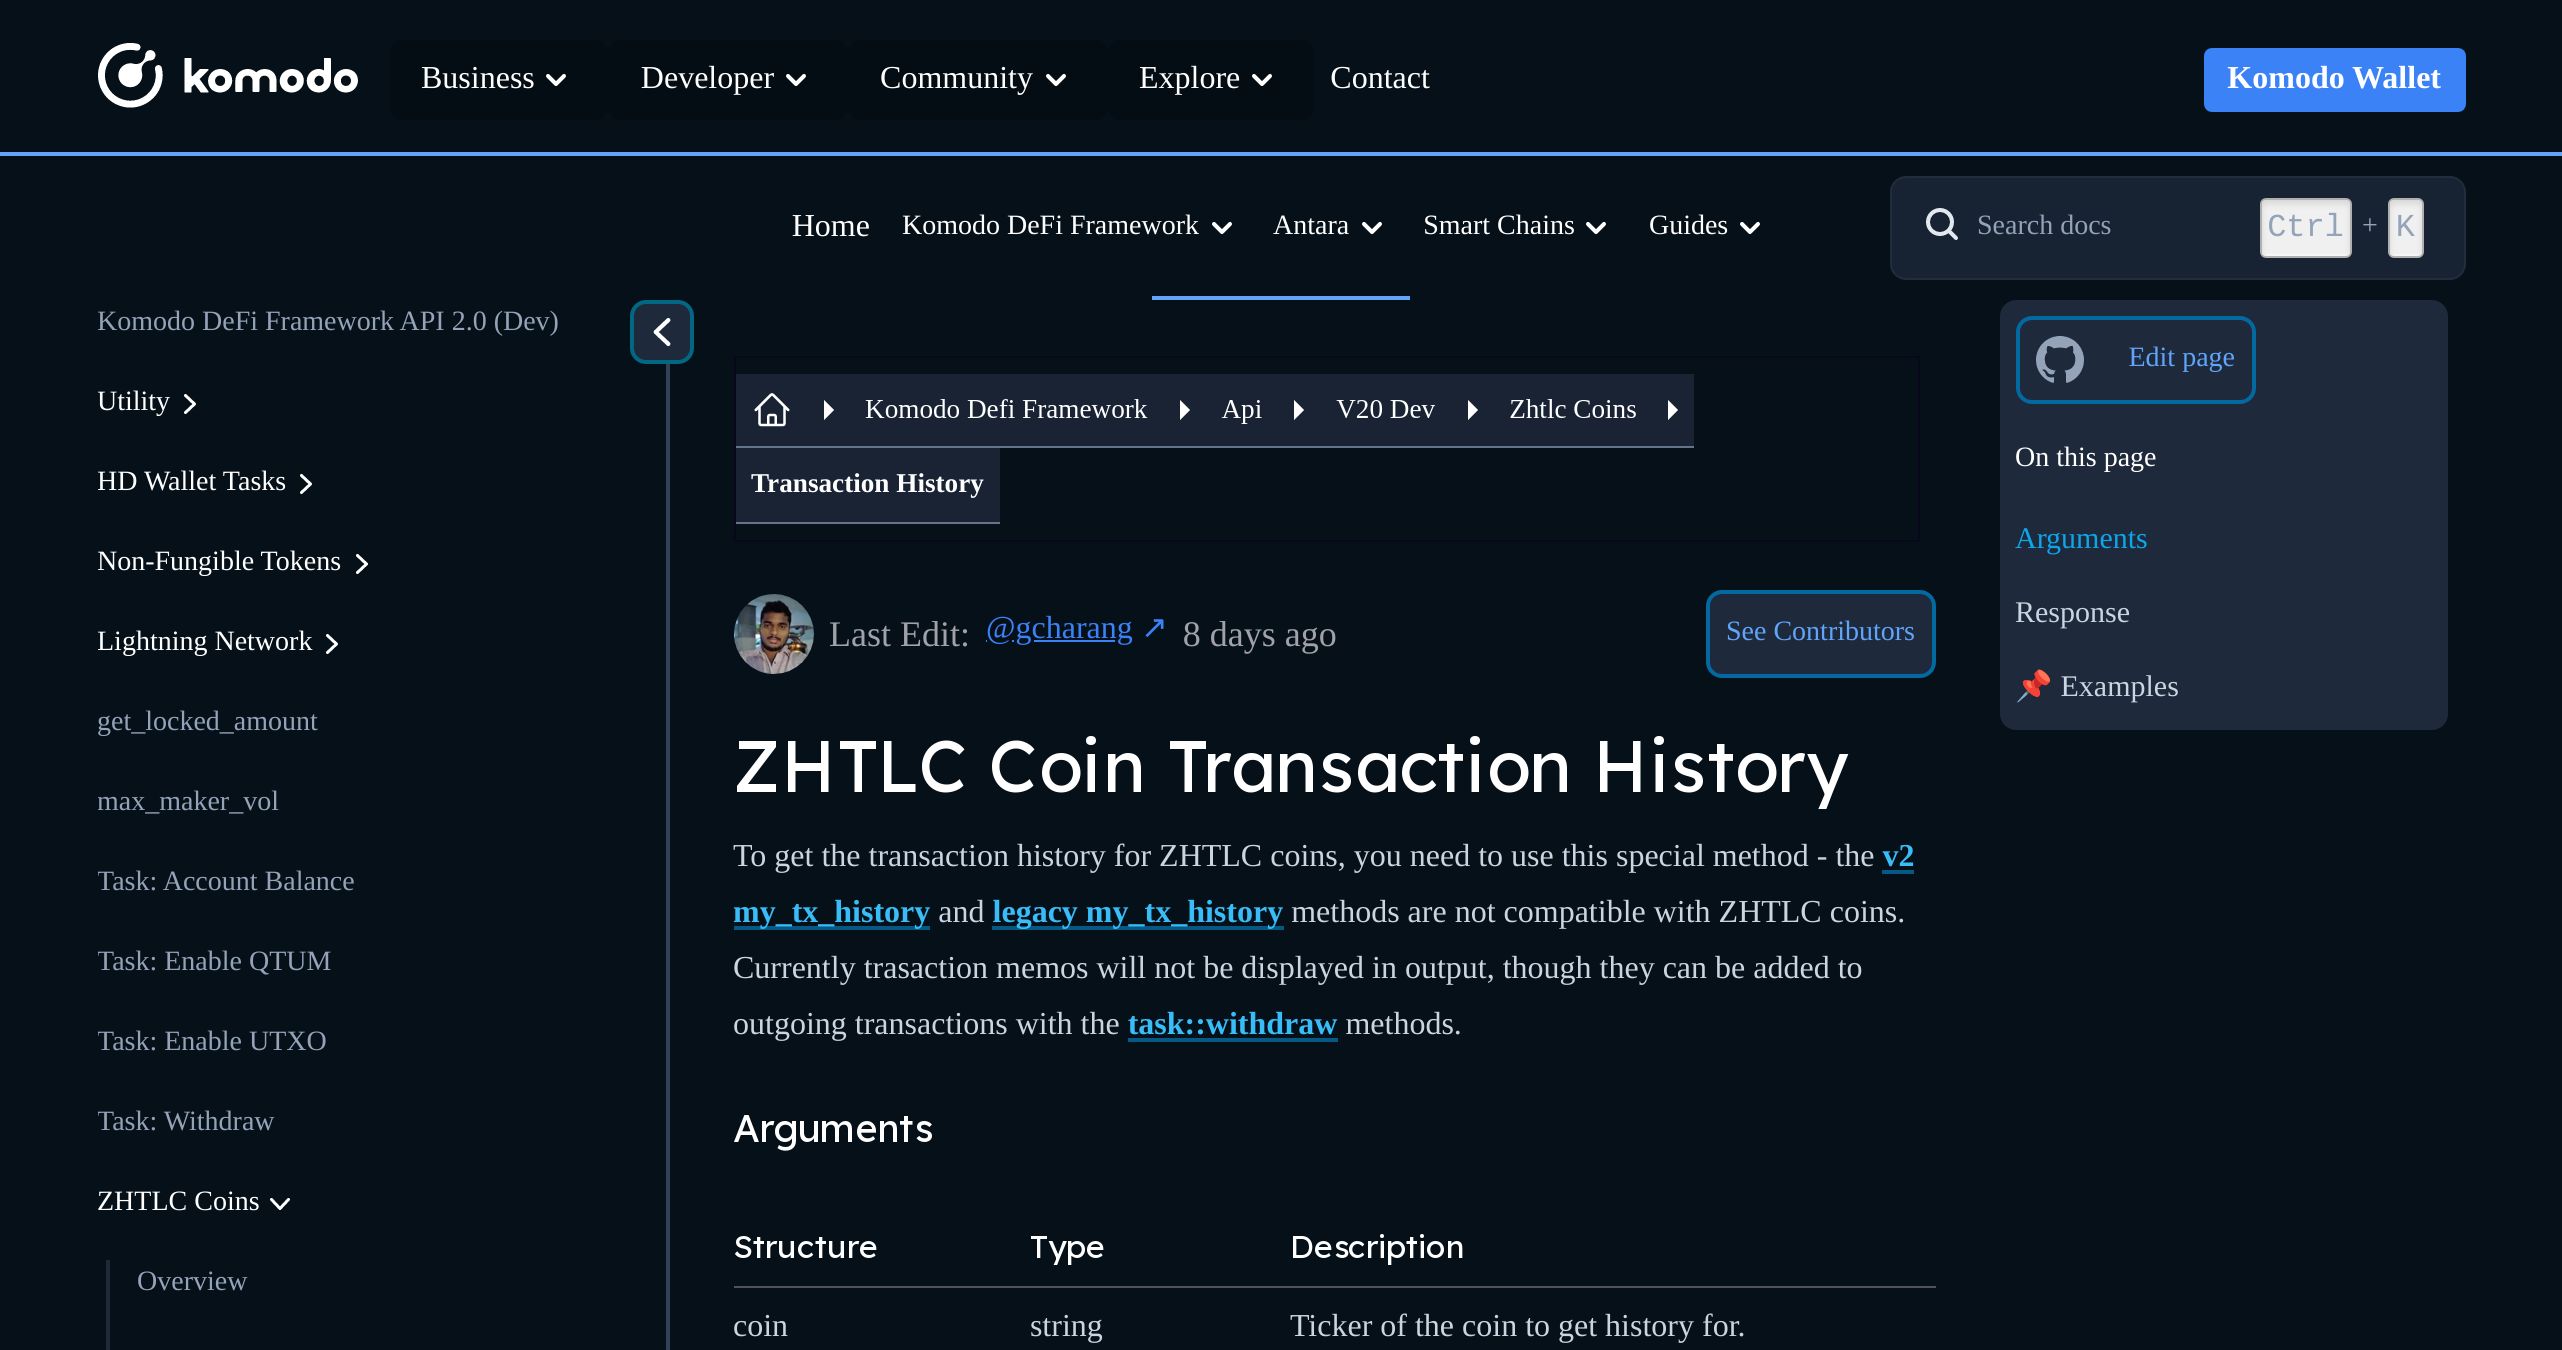 komodo Business Developer Community Explore Contact Komodo Wallet
Home Komodo DeFi Framework Antara Smart Chains Guides Search docs Ctrl + K
Komodo DeFi Framework API 2.0 (Dev)
Utility
HD Wallet Tasks
Non-Fungible Tokens
Lightning Network
get_locked_amount
max_maker_vol
Task: Account Balance
Task: Enable QTUM
Task: Enable UTXO
Task: Withdraw
ZHTLC Coins
Overview
Komodo Defi Framework Api V20 Dev Zhtlc Coins
Transaction History
Last Edit: @gcharang ↗ 8 days ago See Contributors
ZHTLC Coin Transaction History
To get the transaction history for ZHTLC coins, you need to use this special method - the v2
my_tx_history and legacy my_tx_history methods are not compatible with ZHTLC coins.
Currently trasaction memos will not be displayed in output, though they can be added to
outgoing transactions with the task::withdraw methods.
Arguments
Structure Type Description
coin string Ticker of the coin to get history for.
Edit page
On this page
Arguments
Response
📌 Examples